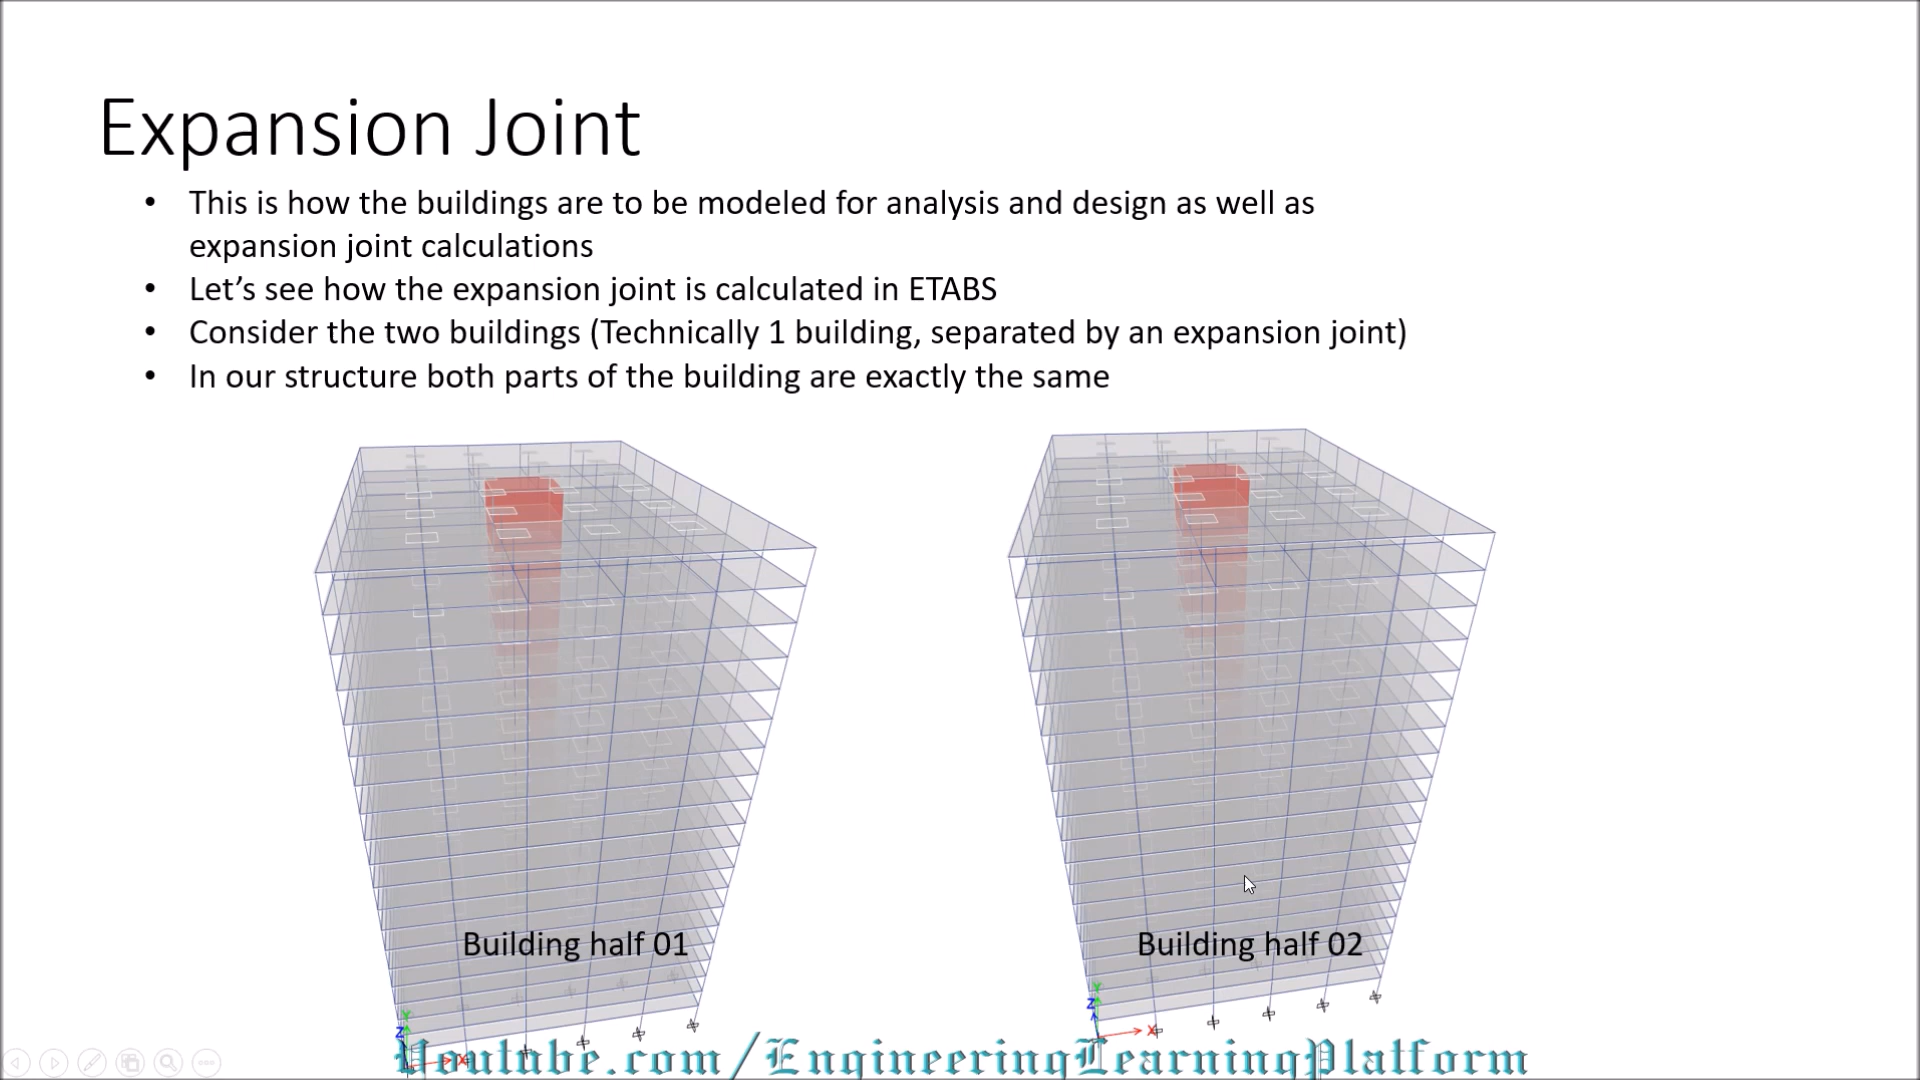 Expansion Joint
• This is how the buildings are to be modeled for analysis and design as well as
expansion joint calculations
• Let’s see how the expansion joint is calculated in ETABS
• Consider the two buildings (Technically 1 building, separated by an expansion joint)
• In our structure both parts of the building are exactly the same
Building half 01
Building half 02
Y
Z
X
Y
Z
X
Youtube.com/EngineeringLearningPlatform